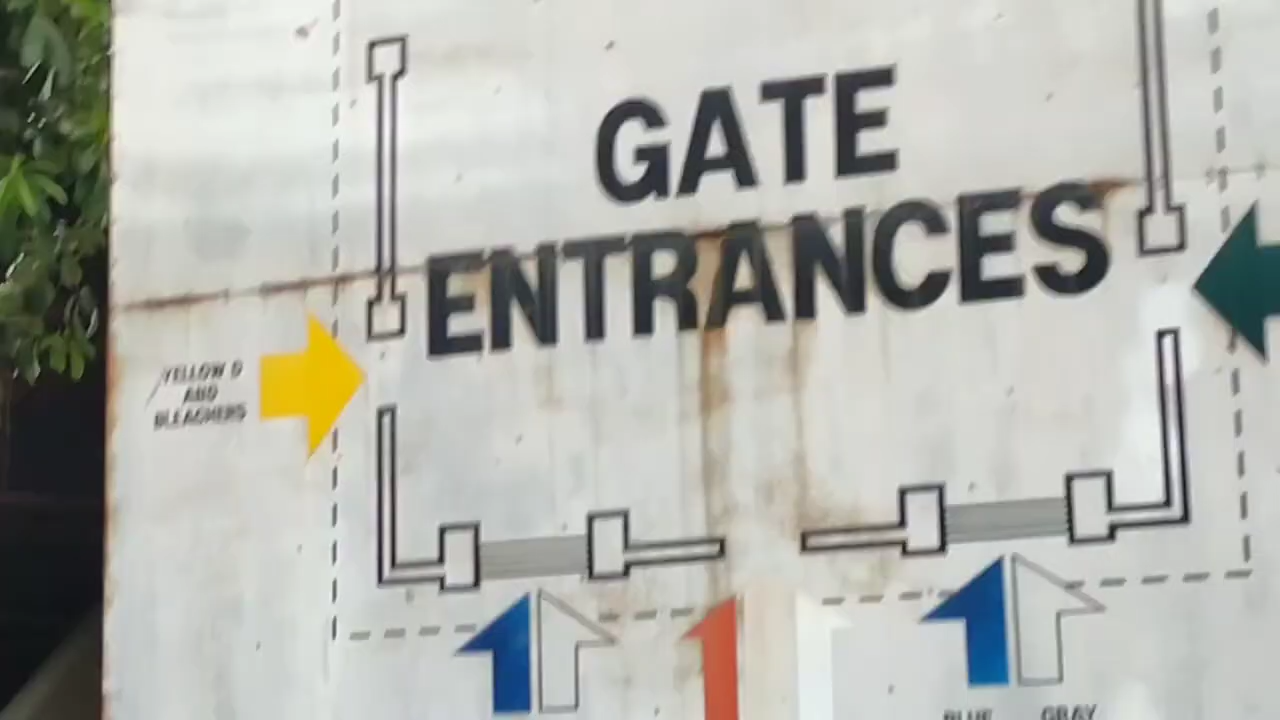 GATE
ENTRANCES
YELLOW D
AND
BLEACHERS
BLUE GRAY